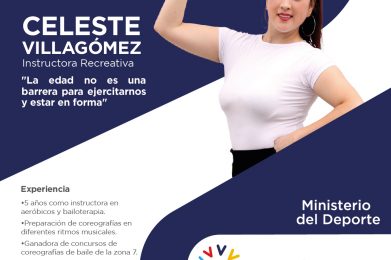 CELESTE
VILLAGÓMEZ
Instructora Recreativa
"La edad no es una
barrera para ejercitarnos
y estar en forma"
Experiencia
•5 años como instructora en
aeróbicos y bailoterapia.
•Preparación de coreografías en
diferentes ritmos musicales.
•Ganadora de concursos de
coreografías de baile de la zona 7.
Ministerio
del Deporte